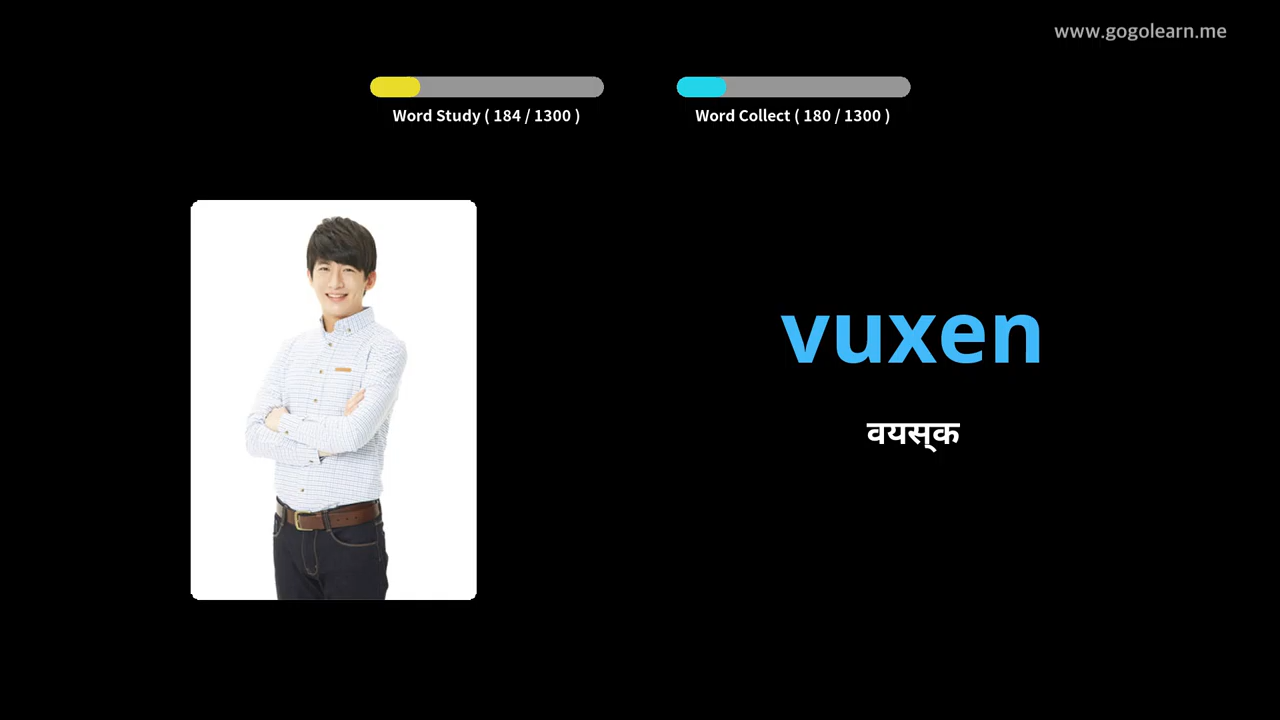 www.gogolearn.me
Word Study ( 184 / 1300 )
Word Collect ( 180 / 1300 )
vuxen
वयस्क